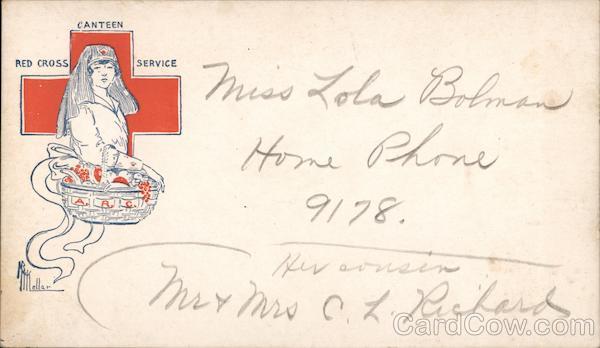 CANTEEN
RED CROSS SERVICE
Miss Lola Bolman
Home Phone
9178.
A. R. C.
Her cousin
Mr + Mrs C. L. Richard
CardCow.com